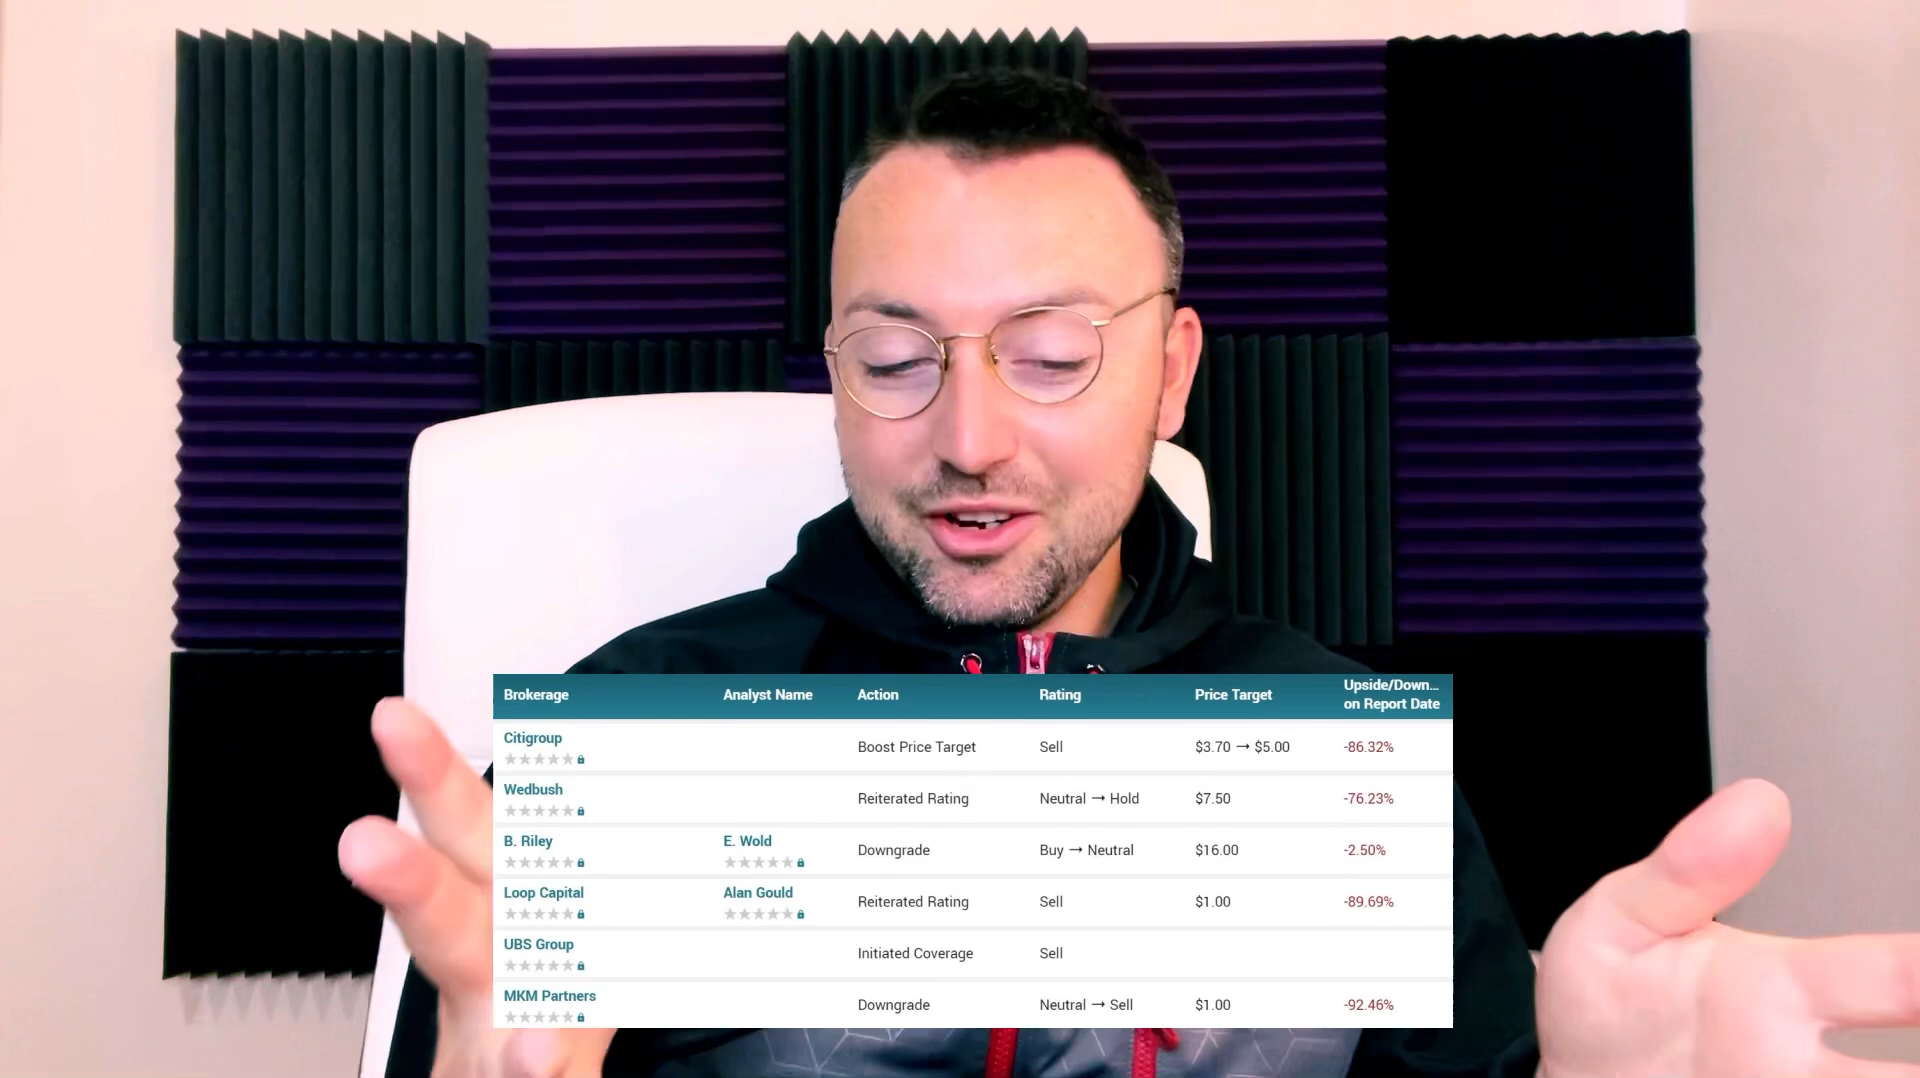 Brokerage Analyst Name Action Rating Price Target Upside/Down...
on Report Date
Citigroup Boost Price Target Sell $3.70 → $5.00 -86.32%
Wedbush Reiterated Rating Neutral → Hold $7.50 -76.23%
B. Riley E. Wold Downgrade Buy → Neutral $16.00 -2.50%
Loop Capital Alan Gould Reiterated Rating Sell $1.00 -89.69%
UBS Group Initiated Coverage Sell
MKM Partners Downgrade Neutral → Sell $1.00 -92.46%